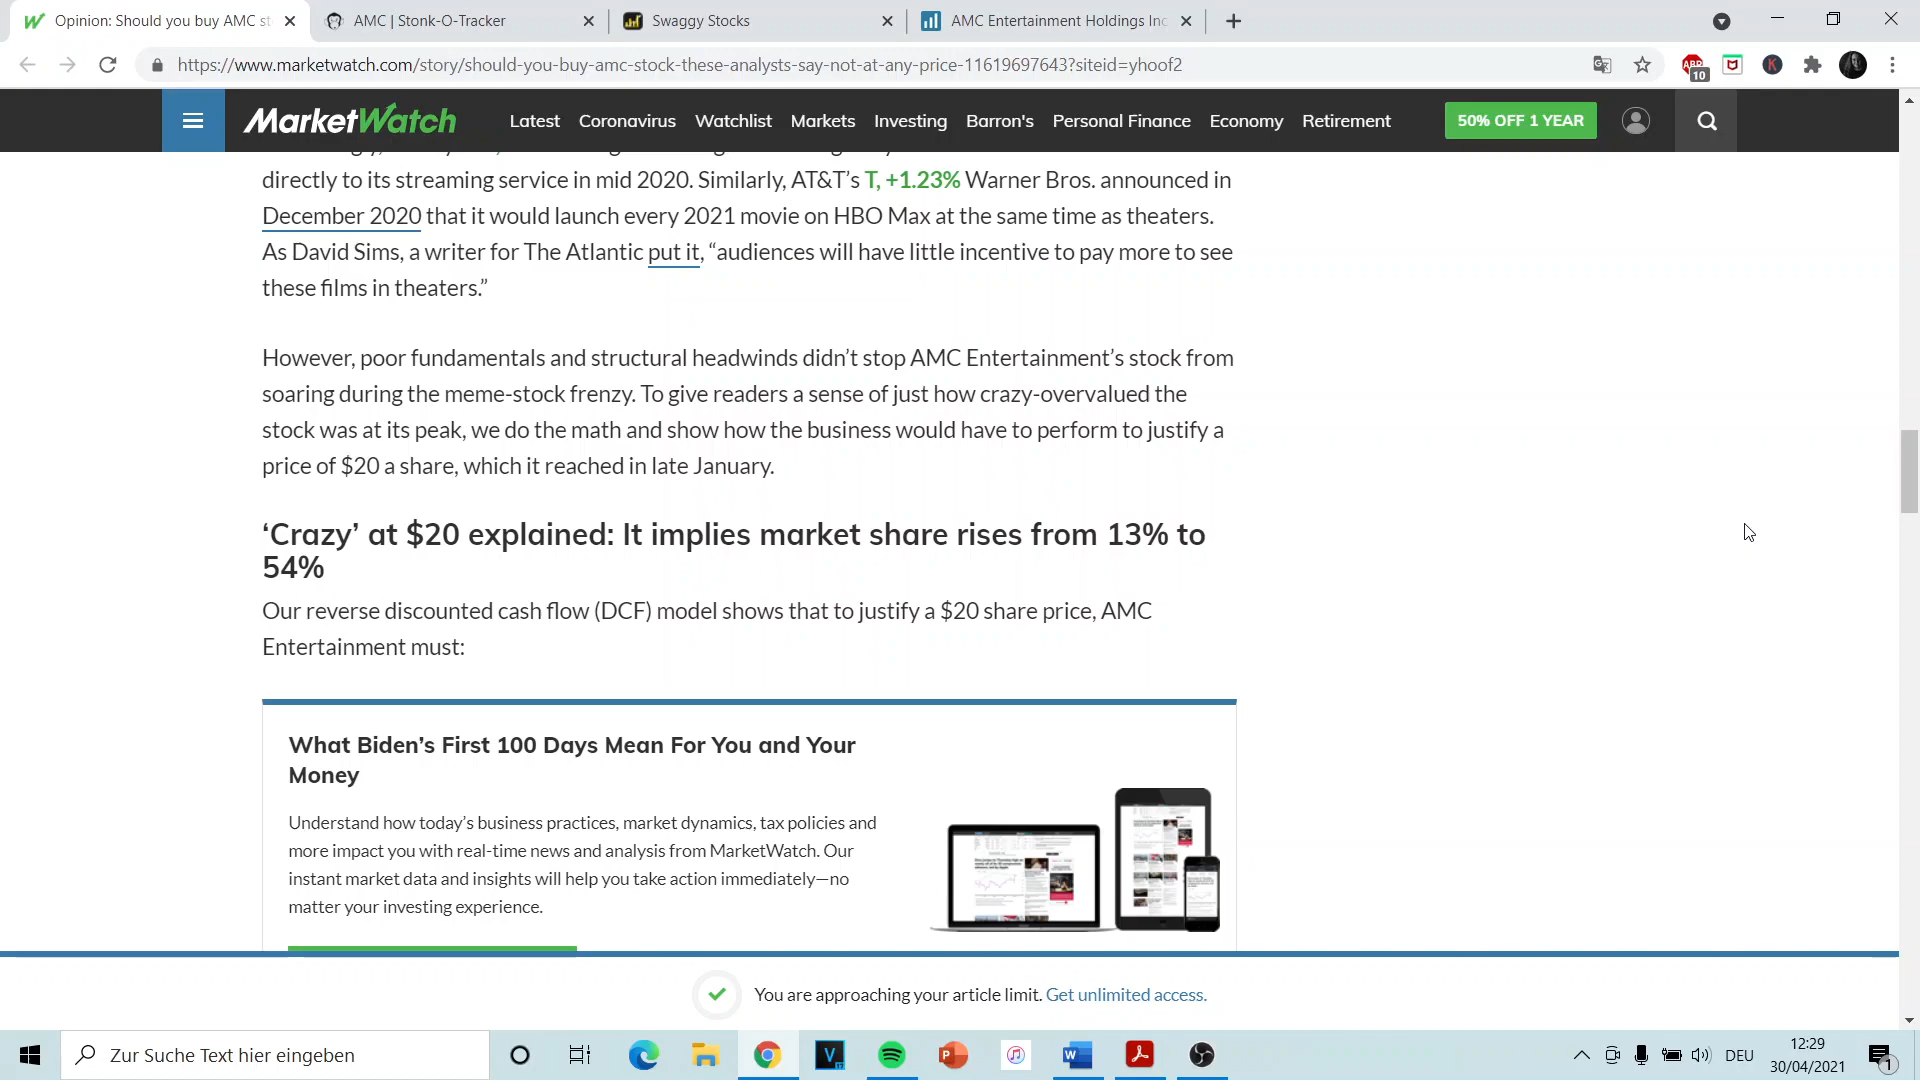 Opinion: Should you buy AMC st
AMC | Stonk-O-Tracker
Swaggy Stocks
AMC Entertainment Holdings Inc
https://www.marketwatch.com/story/should-you-buy-amc-stock-these-analysts-say-not-at-any-price-11619697643?siteid=yhoof2
ABP
10
K
MarketWatch
Latest
Coronavirus
Watchlist
Markets
Investing
Barron's
Personal Finance
Economy
Retirement
50% OFF 1 YEAR
directly to its streaming service in mid 2020. Similarly, AT&T’s T, +1.23% Warner Bros. announced in
December 2020 that it would launch every 2021 movie on HBO Max at the same time as theaters.
As David Sims, a writer for The Atlantic put it, “audiences will have little incentive to pay more to see
these films in theaters.”
However, poor fundamentals and structural headwinds didn’t stop AMC Entertainment’s stock from
soaring during the meme-stock frenzy. To give readers a sense of just how crazy-overvalued the
stock was at its peak, we do the math and show how the business would have to perform to justify a
price of $20 a share, which it reached in late January.
‘Crazy’ at $20 explained: It implies market share rises from 13% to
54%
Our reverse discounted cash flow (DCF) model shows that to justify a $20 share price, AMC
Entertainment must:
What Biden’s First 100 Days Mean For You and Your
Money
Understand how today’s business practices, market dynamics, tax policies and
more impact you with real-time news and analysis from MarketWatch. Our
instant market data and insights will help you take action immediately—no
matter your investing experience.
You are approaching your article limit. Get unlimited access.
Zur Suche Text hier eingeben
DEU
12:29
30/04/2021
1